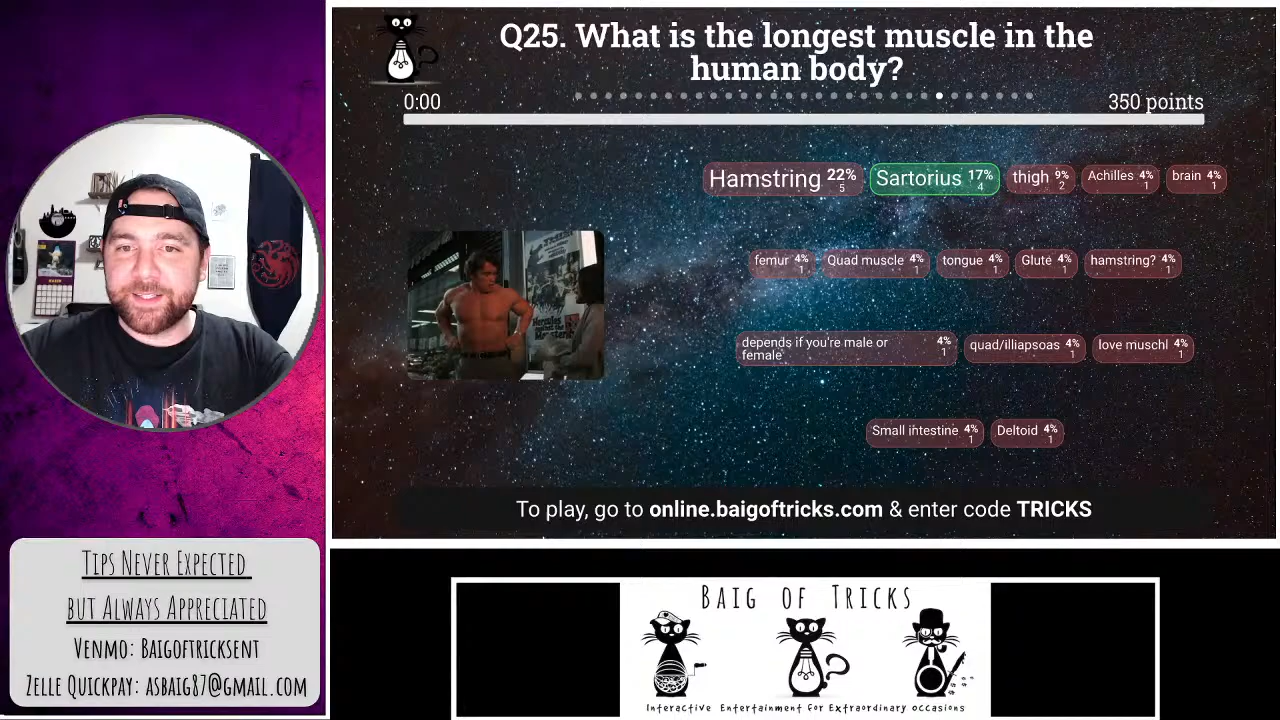 Q25. What is the longest muscle in the
human body?
0:00
350 points
Hamstring 22% 5
Sartorius 17% 4
thigh 9% 2
Achilles 4% 1
brain 4% 1
femur 4% 1
Quad muscle 4% 1
tongue 4% 1
Glute 4% 1
hamstring? 4% 1
depends if you're male or
female 4% 1
quad/illiapsoas 4% 1
love muschl 4% 1
Small intestine 4% 1
Deltoid 4% 1
To play, go to online.baigoftricks.com & enter code TRICKS
Tips Never Expected
but Always Appreciated
Venmo: Baigoftricksent
Zelle Quickpay: asbaig87@gmail.com
Baig of Tricks
Interactive Entertainment for Extraordinary Occasions